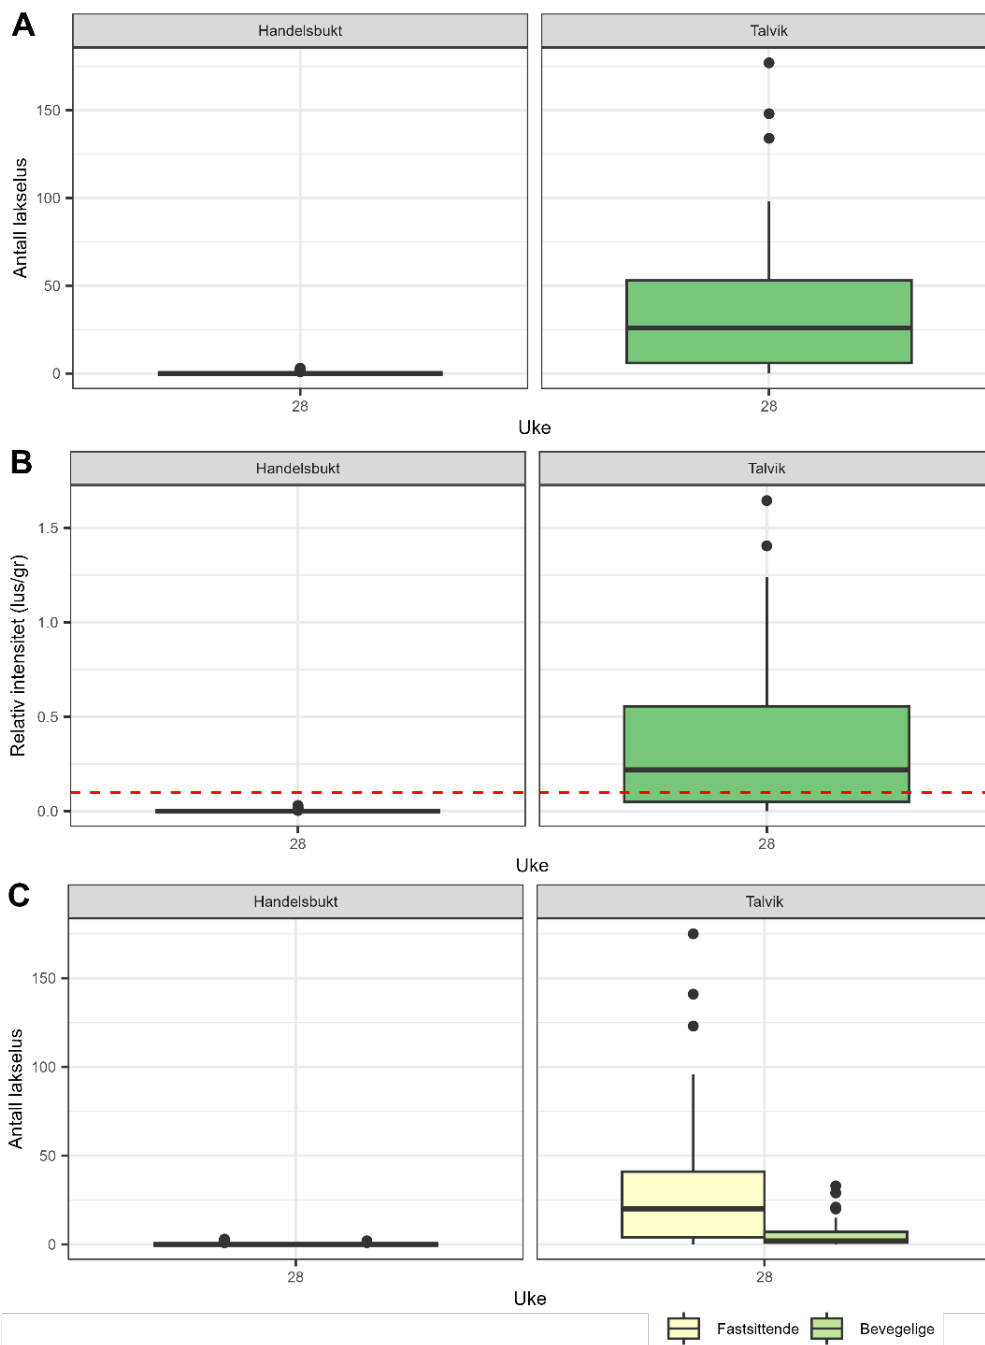 A
Handelsbukt
Talvik
Antall lakselus
150
100
50
0
28
28
Uke
B
Handelsbukt
Talvik
Relativ intensitet (lus/gr)
1.5
1.0
0.5
0.0
28
28
Uke
C
Handelsbukt
Talvik
Antall lakselus
150
100
50
0
28
28
Uke
Fastsittende Bevegelige